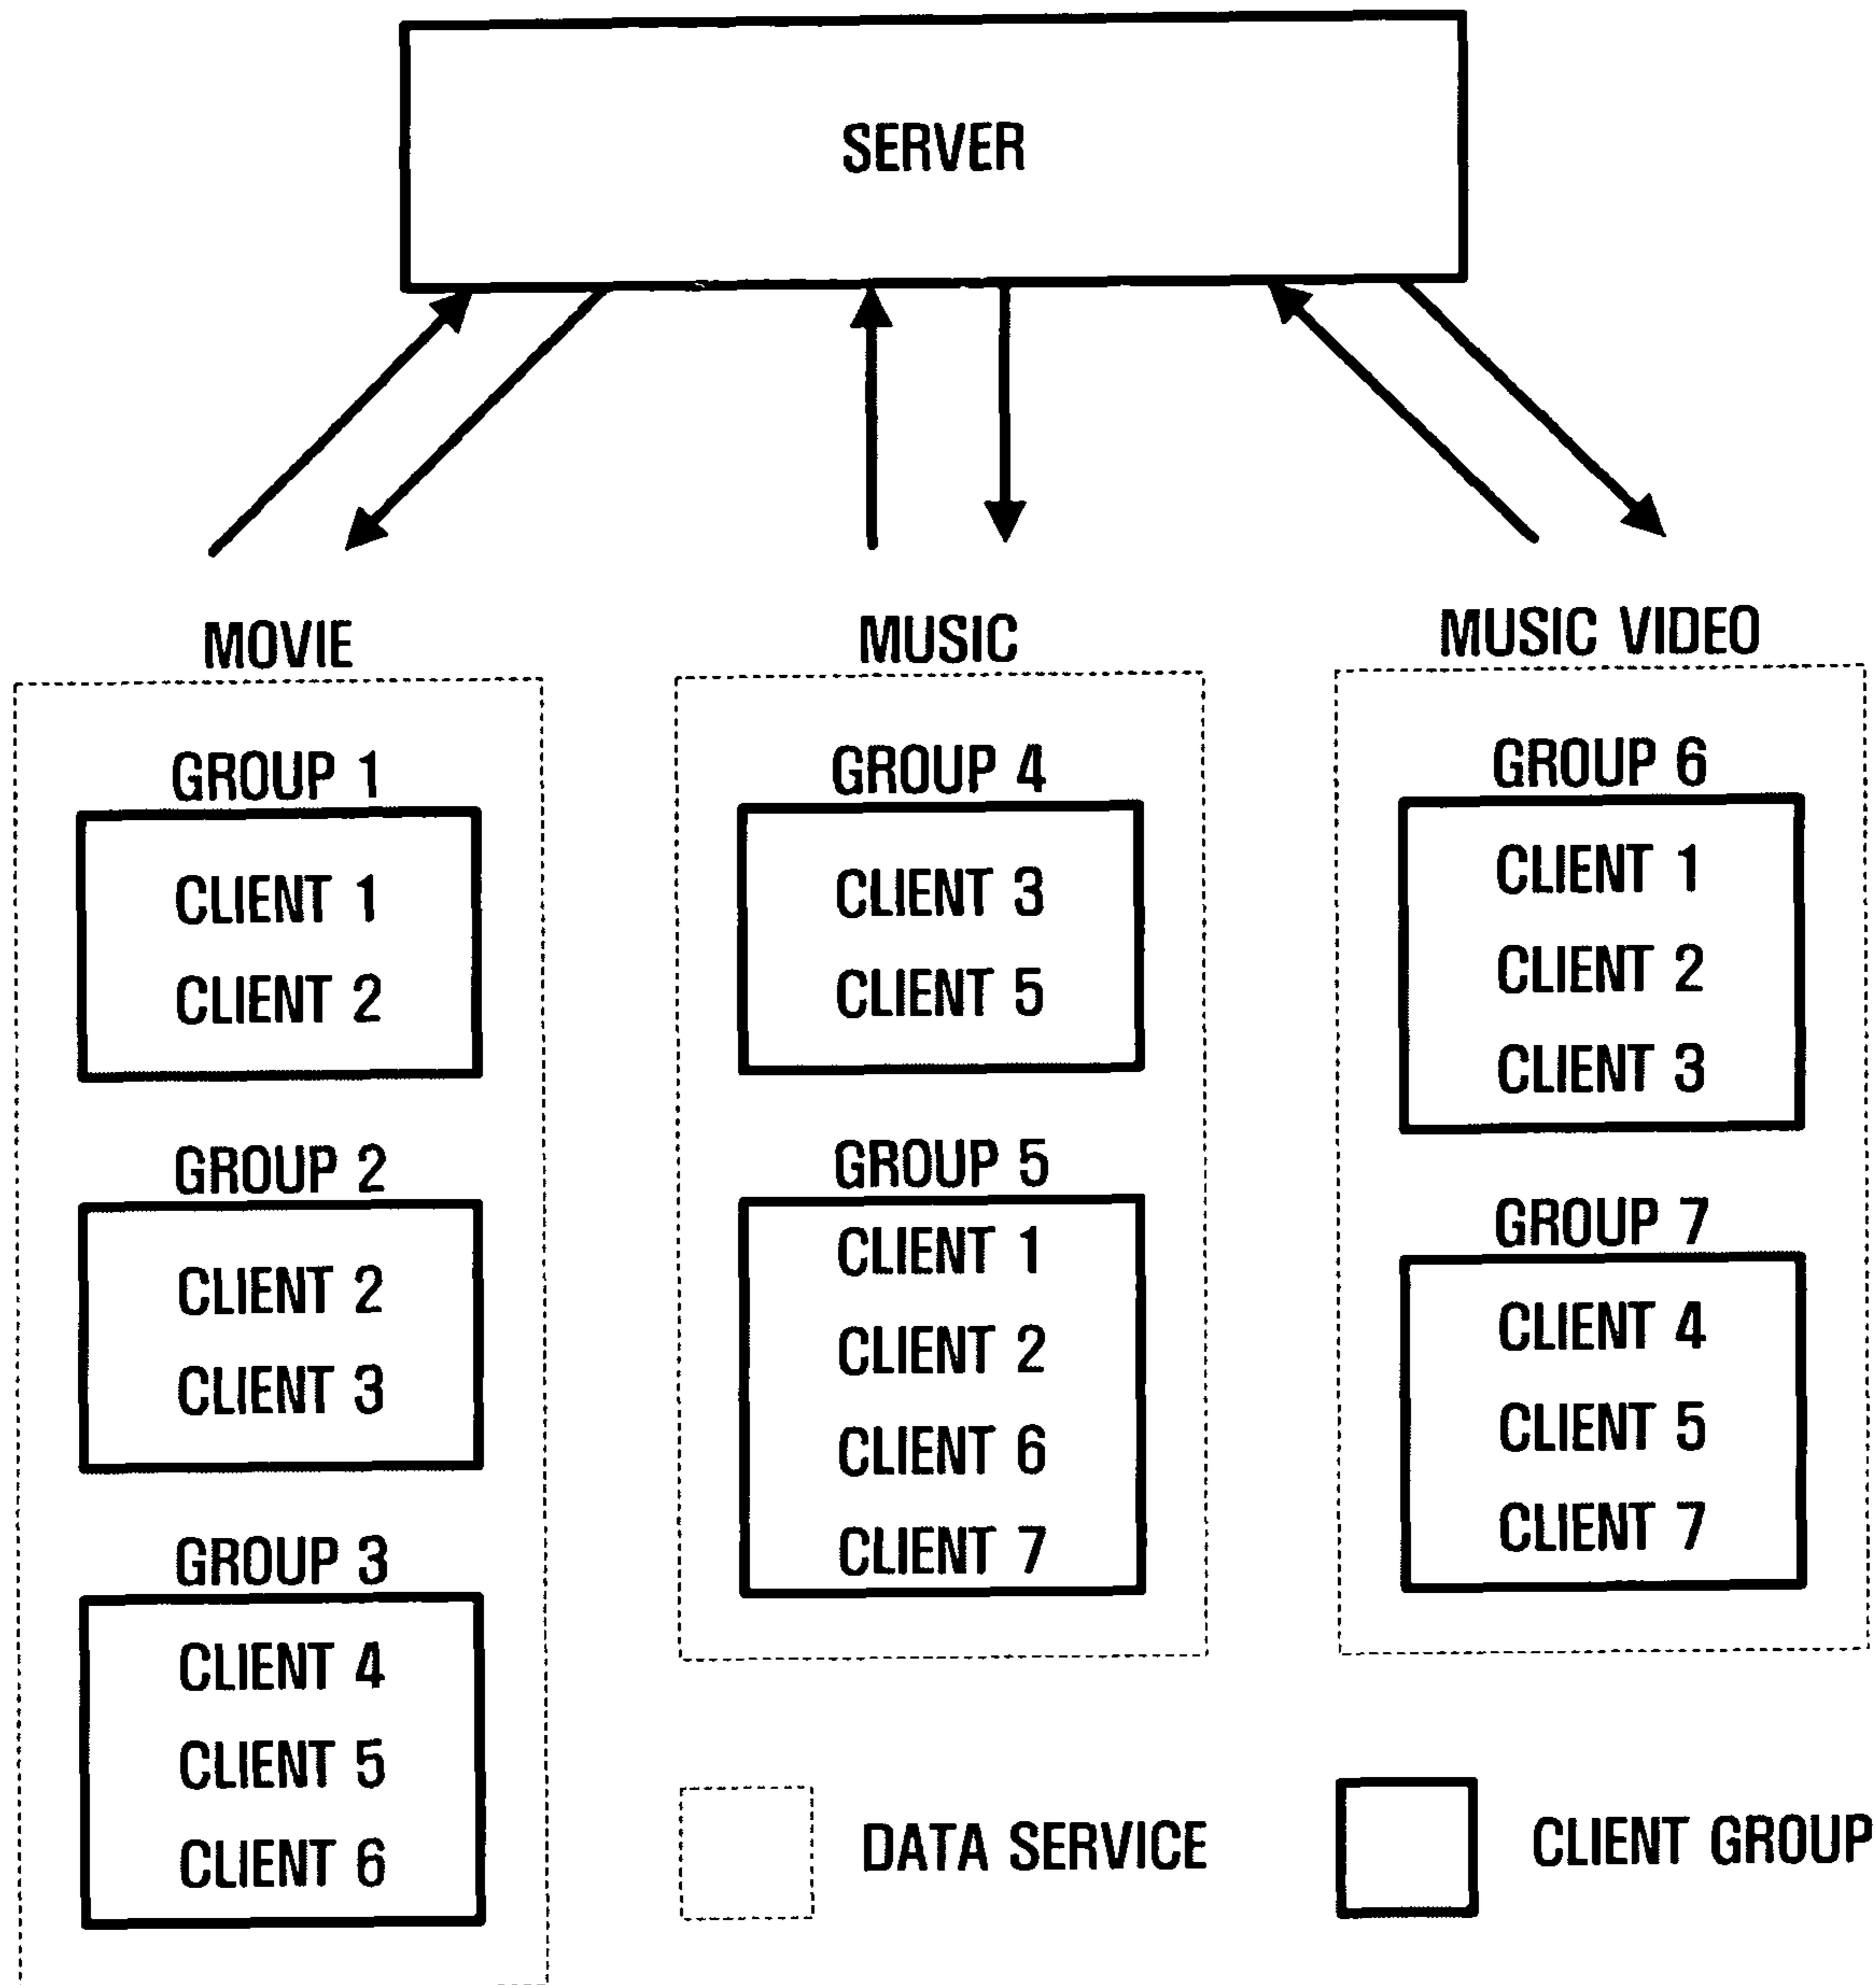 SERVER
MOVIE
GROUP 1
CLIENT 1
CLIENT 2
GROUP 2
CLIENT 2
CLIENT 3
GROUP 3
CLIENT 4
CLIENT 5
CLIENT 6
MUSIC
GROUP 4
CLIENT 3
CLIENT 5
GROUP 5
CLIENT 1
CLIENT 2
CLIENT 6
CLIENT 7
MUSIC VIDEO
GROUP 6
CLIENT 1
CLIENT 2
CLIENT 3
GROUP 7
CLIENT 4
CLIENT 5
CLIENT 7
DATA SERVICE
CLIENT GROUP